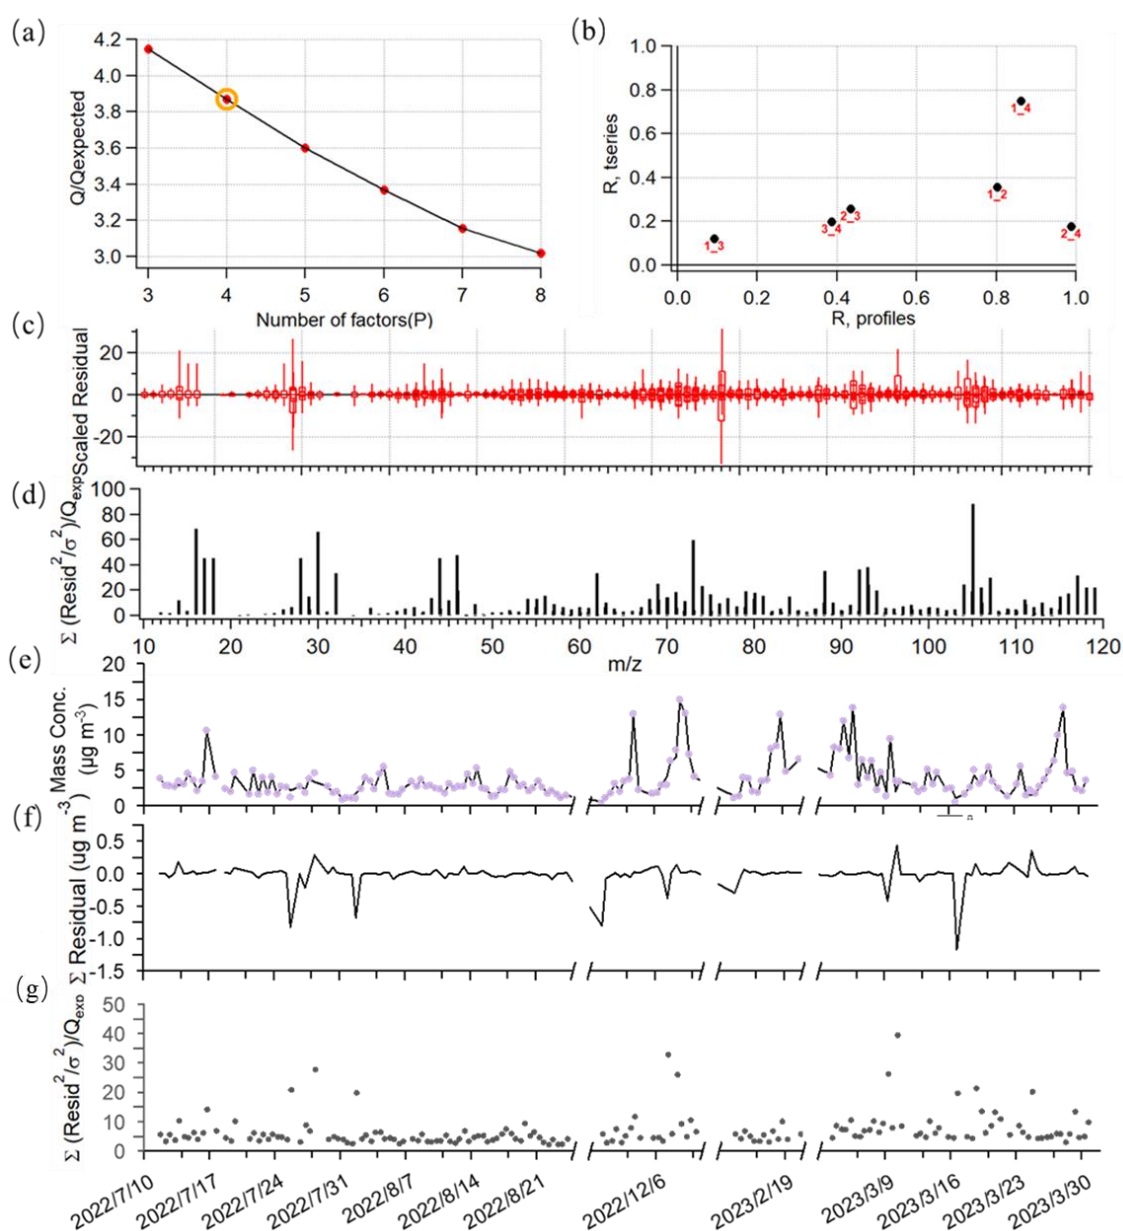 (a)
4.2
4.0
3.8
3.6
3.4
3.2
3.0
Q/Qexpected
3 4 5 6 7 8
Number of factors(P)
(b)
1.0
0.8
0.6
0.4
0.2
0.0
R, tseries
1_4
1_2
2_3
3_4
2_4
1_3
0.0 0.2 0.4 0.6 0.8 1.0
R, profiles
(c)
20
0
-20
Scaled Residual
(d)
100
80
60
40
20
0
Σ (Resid²/σ²)/Qexp
10 20 30 40 50 60 70 80 90 100 110 120
m/z
(e)
20
15
10
5
0
Mass Conc.
(μg m⁻³)
(f)
0.5
0.0
-0.5
-1.0
-1.5
Σ Residual (ug m⁻³)
(g)
50
40
30
20
10
0
Σ (Resid²/σ²)/Qexp
2022/7/10 2022/7/17 2022/7/24 2022/7/31 2022/8/7 2022/8/14 2022/8/21 2022/12/6 2023/2/19 2023/3/9 2023/3/16 2023/3/23 2023/3/30